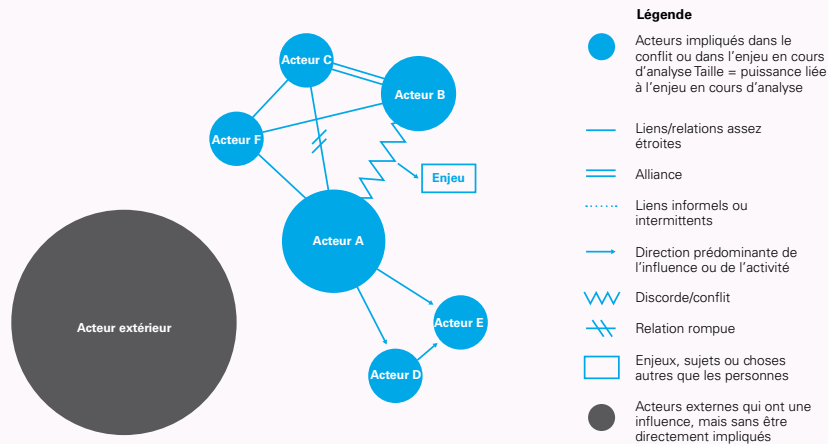 Acteur C
Acteur B
Acteur F
Enjeu
Acteur A
Acteur extérieur
Acteur E
Acteur D
Légende
Acteurs impliqués dans le
conflit ou dans l'enjeu en cours
d'analyse Taille = puissance liée
à l'enjeu en cours d'analyse
Liens/relations assez
étroites
Alliance
Liens informels ou
intermittents
Direction prédominante de
l'influence ou de l'activité
Discorde/conflit
Relation rompue
Enjeux, sujets ou choses
autres que les personnes
Acteurs externes qui ont une
influence, mais sans être
directement impliqués